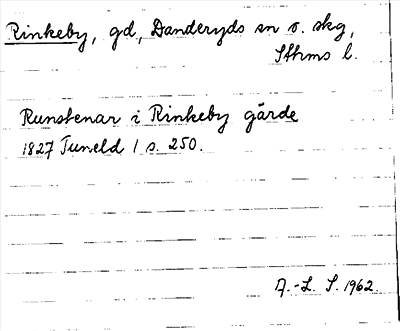 Rinkeby, gd, Danderyds sn o. skg,
Sthms l.
Runstenar i Rinkeby gärde
1827 Tuneld 1 s. 250.
A.-L. S. 1962